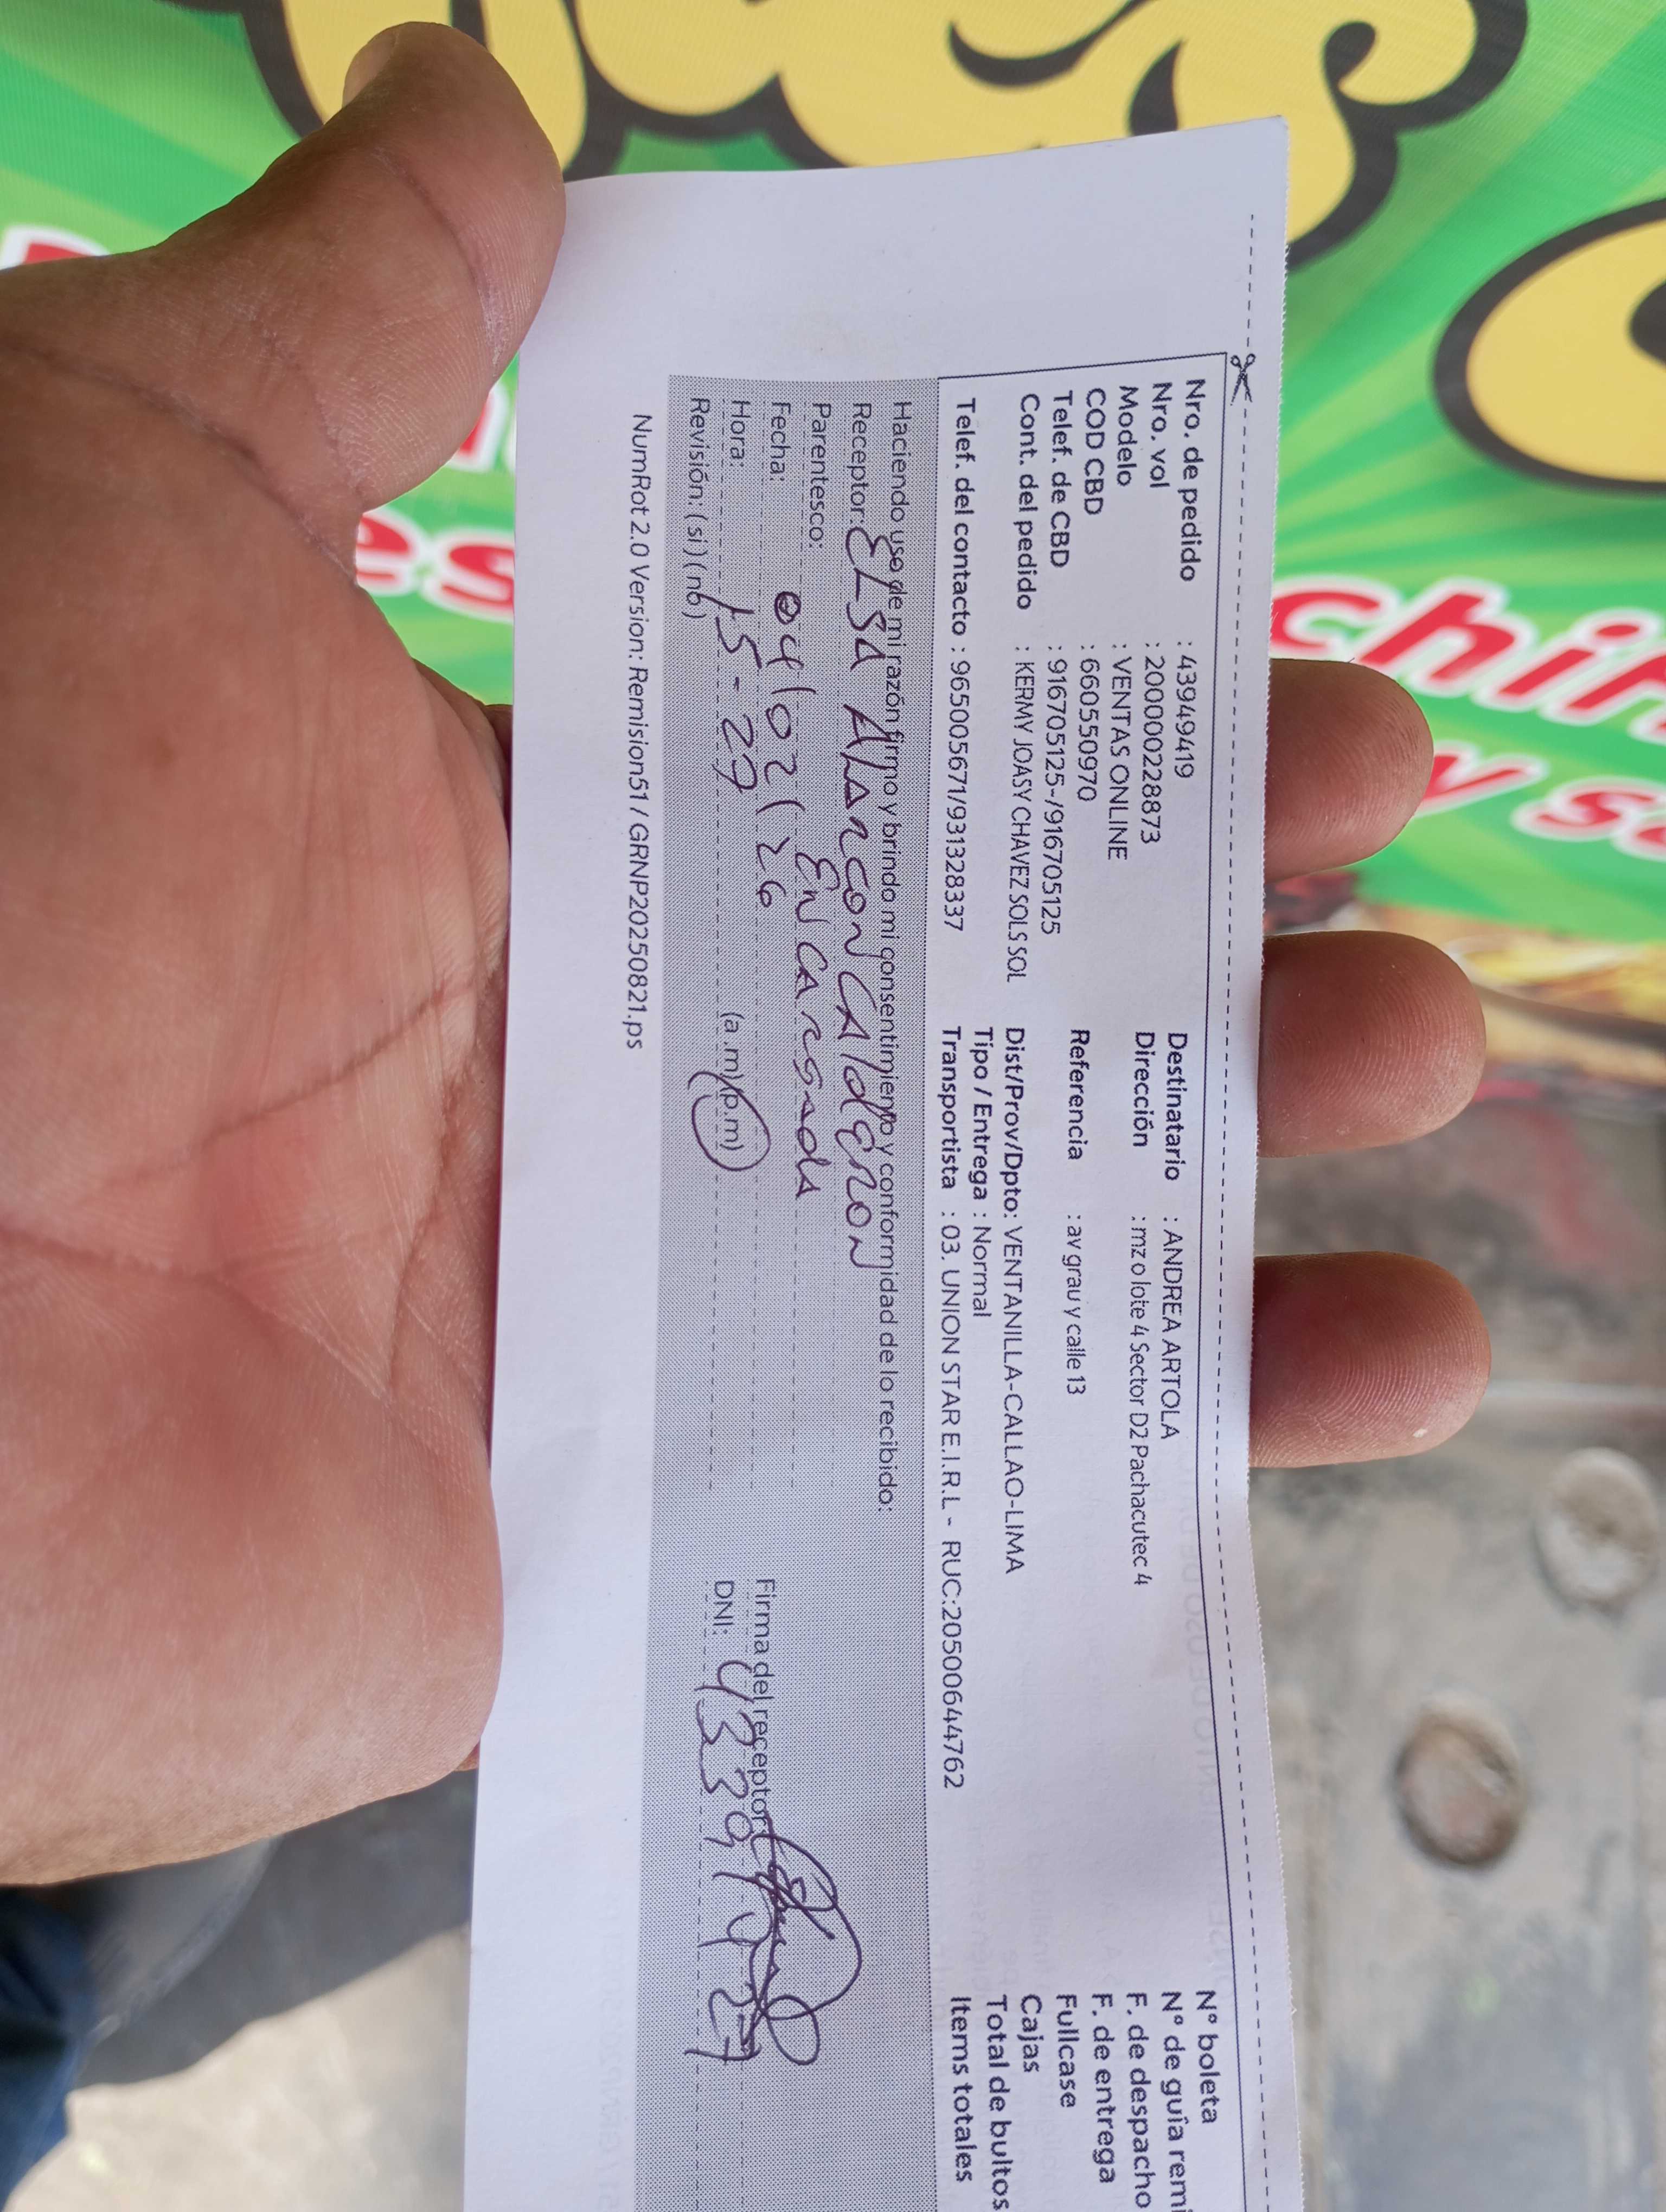 Nro. de pedido : 43949419
Nro. vol : 20000228873
Modelo : VENTAS ONLINE
COD CBD : 660550970
Telef. de CBD : 916705125-/916705125
Cont. del pedido : KERMY JOASY CHAVEZ SOLS SOL
Telef. del contacto : 965005671/931328337
Destinatario : ANDREA ARTOLA
Dirección : mz o lote 4 Sector D2 Pachacutec 4
Referencia : av grau y calle 13
Dist/Prov/Dpto: VENTANILLA-CALLAO-LIMA
Tipo / Entrega : Normal
Transportista : 03. UNION STAR E.I.R.L - RUC:20500644762
N° boleta
N° de guía remi
F. de despacho
F. de entrega
Fullcase
Cajas
Total de bultos
Items totales
Haciendo uso de mi razón firmo y brindo mi consentimiento y conformidad de lo recibido:
Receptor: ELSA ALARCON CALDERON
Parentesco: ENCARGADA
Fecha: 04/02/26
Hora: 15-27 (a.m)/(p.m)
Revisión: (si) (no)
Firma del receptor:
DNI:
NumRot 2.0 Version: Remision51 / GRNP20250821.ps